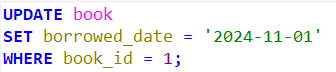 UPDATE book
SET borrowed_date = '2024-11-01'
WHERE book_id = 1;